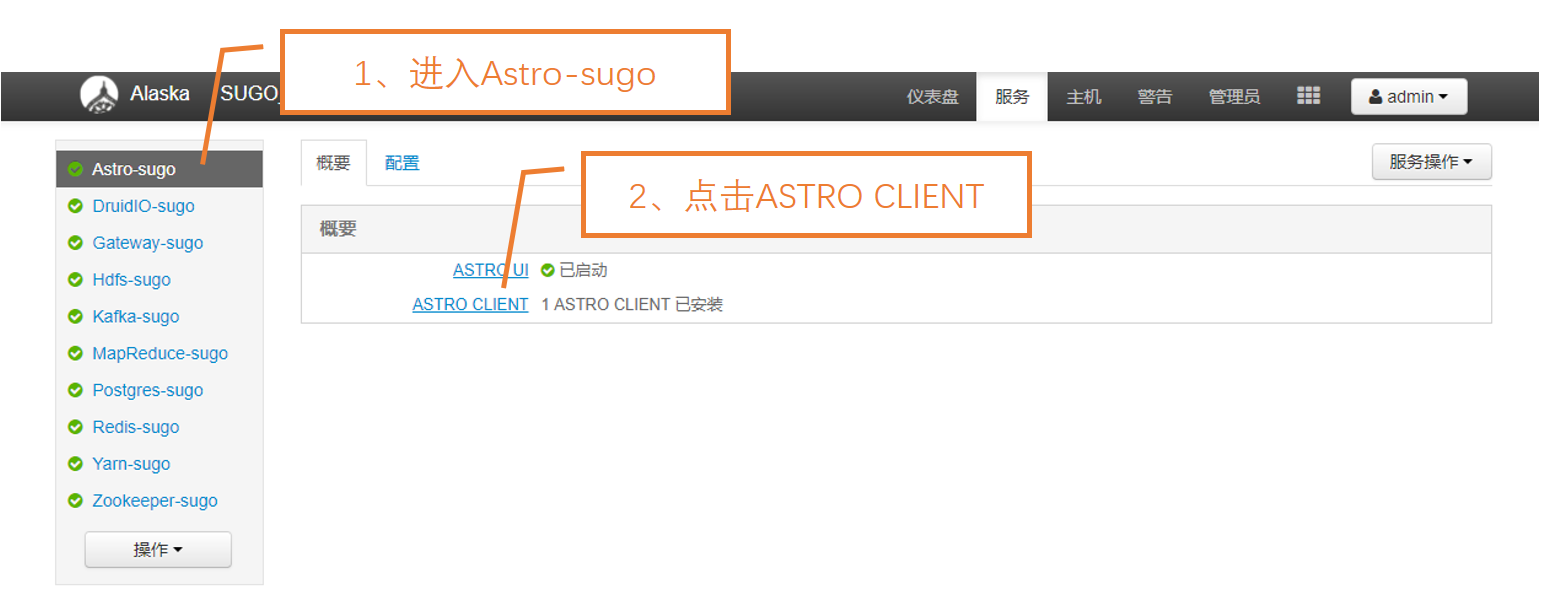 1、进入Astro-sugo
Alaska SUGO_ 仪表盘 服务 主机 警告 管理员 admin
Astro-sugo
DruidIO-sugo
Gateway-sugo
Hdfs-sugo
Kafka-sugo
MapReduce-sugo
Postgres-sugo
Redis-sugo
Yarn-sugo
Zookeeper-sugo
操作
概要 配置 服务操作
2、点击ASTRO CLIENT
概要
ASTRO UI 已启动
ASTRO CLIENT 1 ASTRO CLIENT 已安装